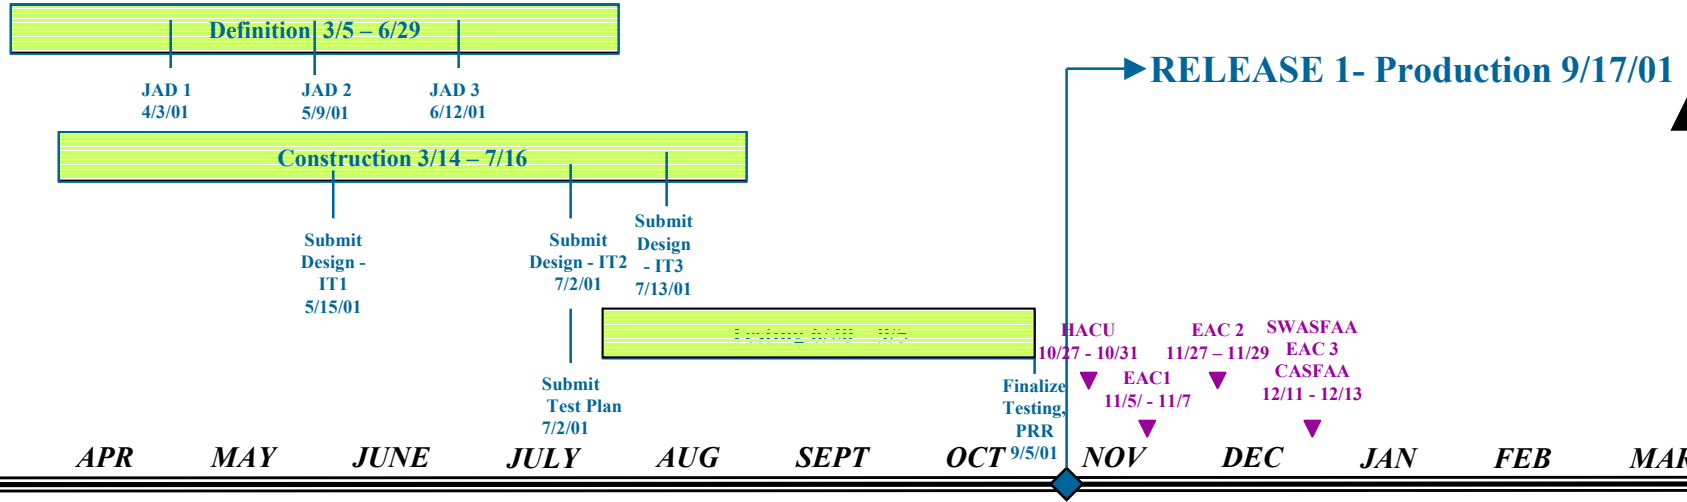 Definition 3/5 – 6/29
JAD 1
4/3/01
JAD 2
5/9/01
JAD 3
6/12/01
RELEASE 1- Production 9/17/01
Construction 3/14 – 7/16
Submit
Design -
IT1
5/15/01
Submit
Design - IT2
7/2/01
Submit
Design
- IT3
7/13/01
Submit
Test Plan
7/2/01
Finalize
Testing,
PRR
9/5/01
HACU
10/27 - 10/31
EAC1
11/5/ - 11/7
EAC 2
11/27 – 11/29
SWASFAA
EAC 3
CASFAA
12/11 - 12/13
APR MAY JUNE JULY AUG SEPT OCT NOV DEC JAN FEB MAR